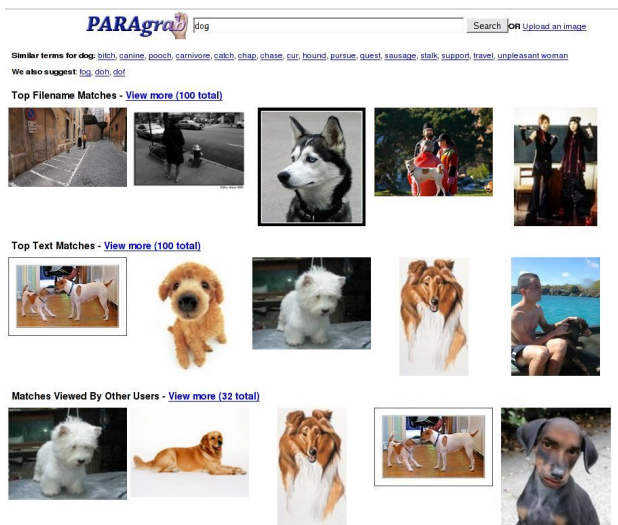 PARAgrab dog Search OR Upload an image
Similar terms for dog: bitch, canine, pooch, carnivore, catch, chap, chase, cur, hound, pursue, quest, sausage, stalk, support, travel, unpleasant woman
We also suggest: fog, doh, dof
Top Filename Matches - View more (100 total)
Top Text Matches - View more (100 total)
Matches Viewed By Other Users - View more (32 total)